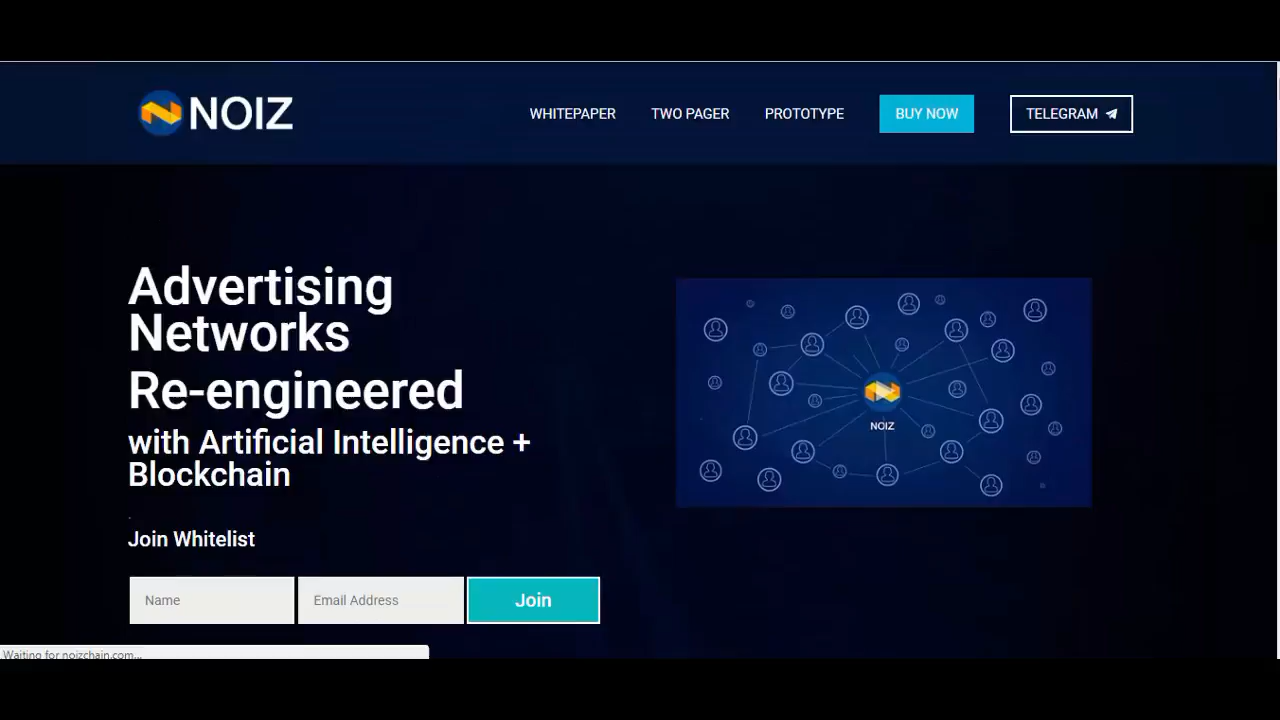 NOIZ
WHITEPAPER
TWO PAGER
PROTOTYPE
BUY NOW
TELEGRAM
Advertising
Networks
Re-engineered
with Artificial Intelligence +
Blockchain
NOIZ
Join Whitelist
Name
Email Address
Join
Waiting for noizchain.com...